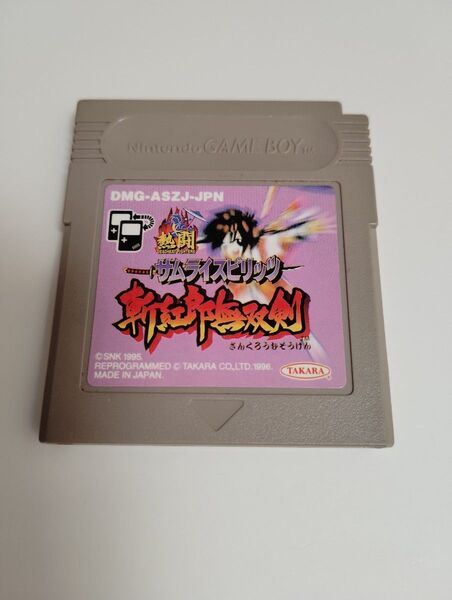 Nintendo GAME BOY TM
DMG-ASZJ-JPN
熱闘
サムライスピリッツ
斬紅郎無双剣
ざんくろうむそうけん
©SNK 1995.
REPROGRAMMED © TAKARA CO.,LTD. 1996.
MADE IN JAPAN.
TAKARA